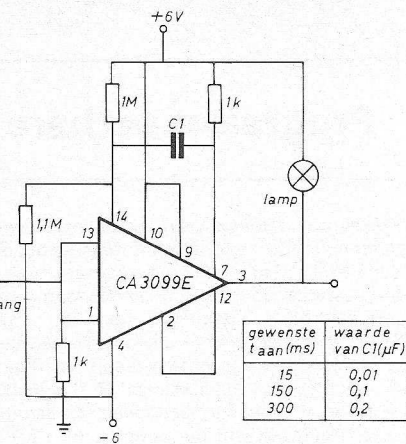 +6V
1M
C1
1k
lamp
1,1M
14
13
10
9
CA3099E
7
3
12
ang
1
2
1k
4
-6
gewenste waarde
t aan (ms) van C1(µF)
15 0,01
150 0,1
300 0,2